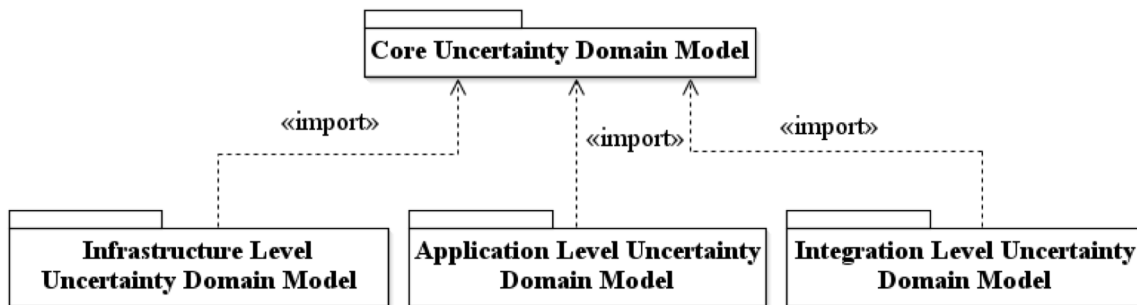 Core Uncertainty Domain Model
«import»
«import»
«import»
Infrastructure Level
Uncertainty Domain Model
Application Level Uncertainty
Domain Model
Integration Level Uncertainty
Domain Model